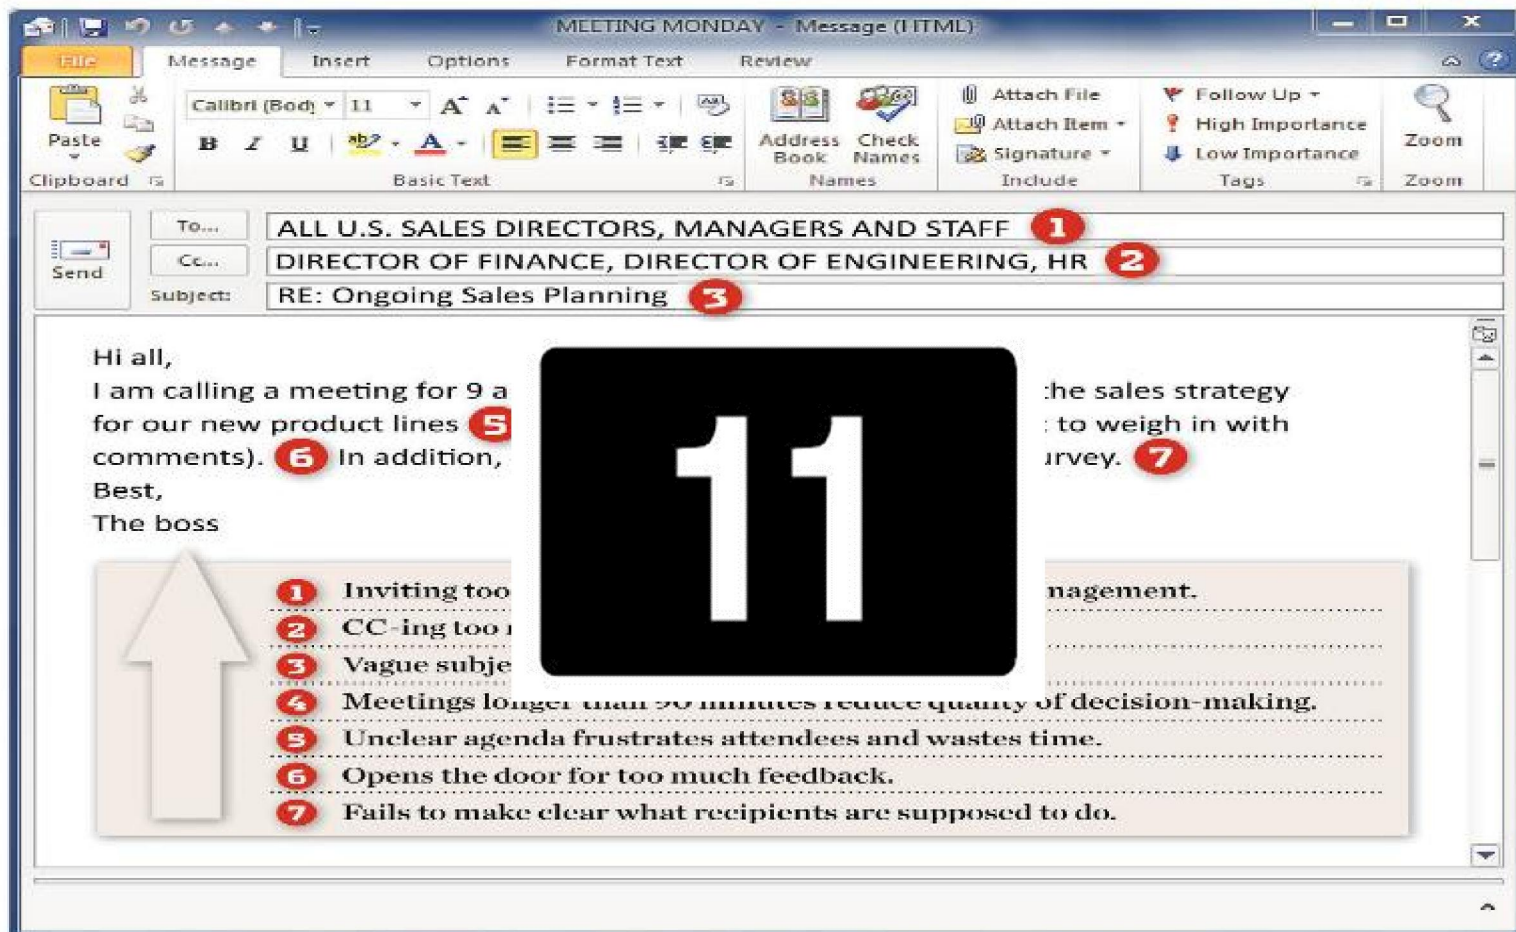 MEETING MONDAY - Message (HTML)
File Message Insert Options Format Text Review
Calibri (Body 11
Paste
B I U
Address Book
Check Names
Attach File
Attach Item
Signature
Follow Up
High Importance
Low Importance
Zoom
Clipboard Basic Text Names Include Tags Zoom
Send
To... ALL U.S. SALES DIRECTORS, MANAGERS AND STAFF 1
Cc... DIRECTOR OF FINANCE, DIRECTOR OF ENGINEERING, HR 2
Subject: RE: Ongoing Sales Planning 3
Hi all,
I am calling a meeting for 9 a the sales strategy
for our new product lines 5 to weigh in with
comments). 6 In addition, 7
Best,
The boss
11
1 Inviting too
2 CC-ing too
3 Vague
4 Meetings longer than 90 minutes reduce quality of decision-making.
5 Unclear agenda frustrates attendees and wastes time.
6 Opens the door for too much feedback.
7 Fails to make clear what recipients are supposed to do.